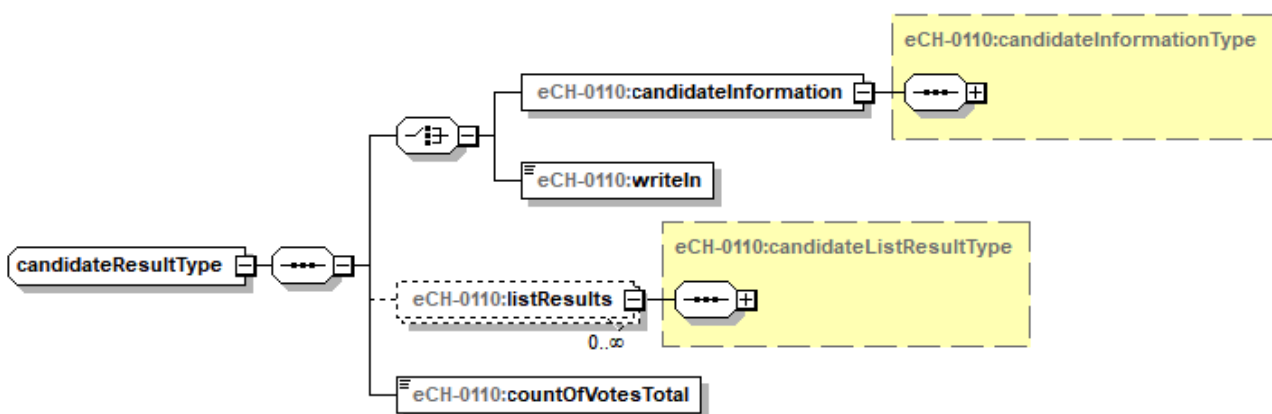 eCH-0110:candidateInformationType
eCH-0110:candidateInformation
eCH-0110:writeIn
eCH-0110:candidateListResultType
candidateResultType
eCH-0110:listResults
0..∞
eCH-0110:countOfVotesTotal